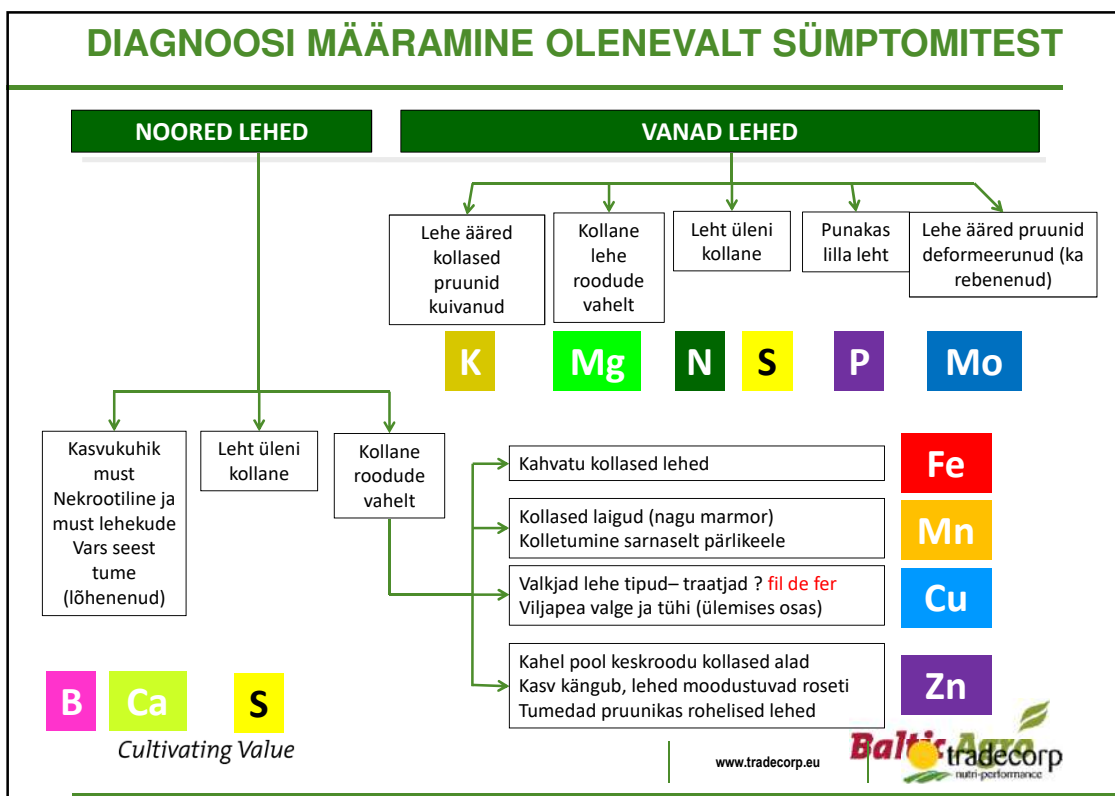 DIAGNOOSI MÄÄRAMINE OLENEVALT SÜMPTOMITEST
NOORED LEHED
VANAD LEHED
Lehe ääred
kollased
pruunid
kuivanud
Kollane
lehe
roodude
vahelt
Leht üleni
kollane
Punakas
lilla leht
Lehe ääred pruunid
deformeerunud (ka
rebenenud)
K
Mg
N
S
P
Mo
Kasvukuhik
must
Nekrootiline ja
must lehekude
Vars seest
tume
(lõhenenud)
Leht üleni
kollane
Kollane
roodude
vahelt
Kahvatu kollased lehed
Fe
Kollased laigud (nagu marmor)
Kolletumine sarnaselt pärlikeele
Mn
Valkjad lehe tipud– traatjad ? fil de fer
Viljapea valge ja tühi (ülemises osas)
Cu
Kahel pool keskroodu kollased alad
Kasv kängub, lehed moodustuvad roseti
Tumedad pruunikas rohelised lehed
Zn
B
Ca
S
Cultivating Value
www.tradecorp.eu
Baltic Agro
tradecorp
nutri-performance